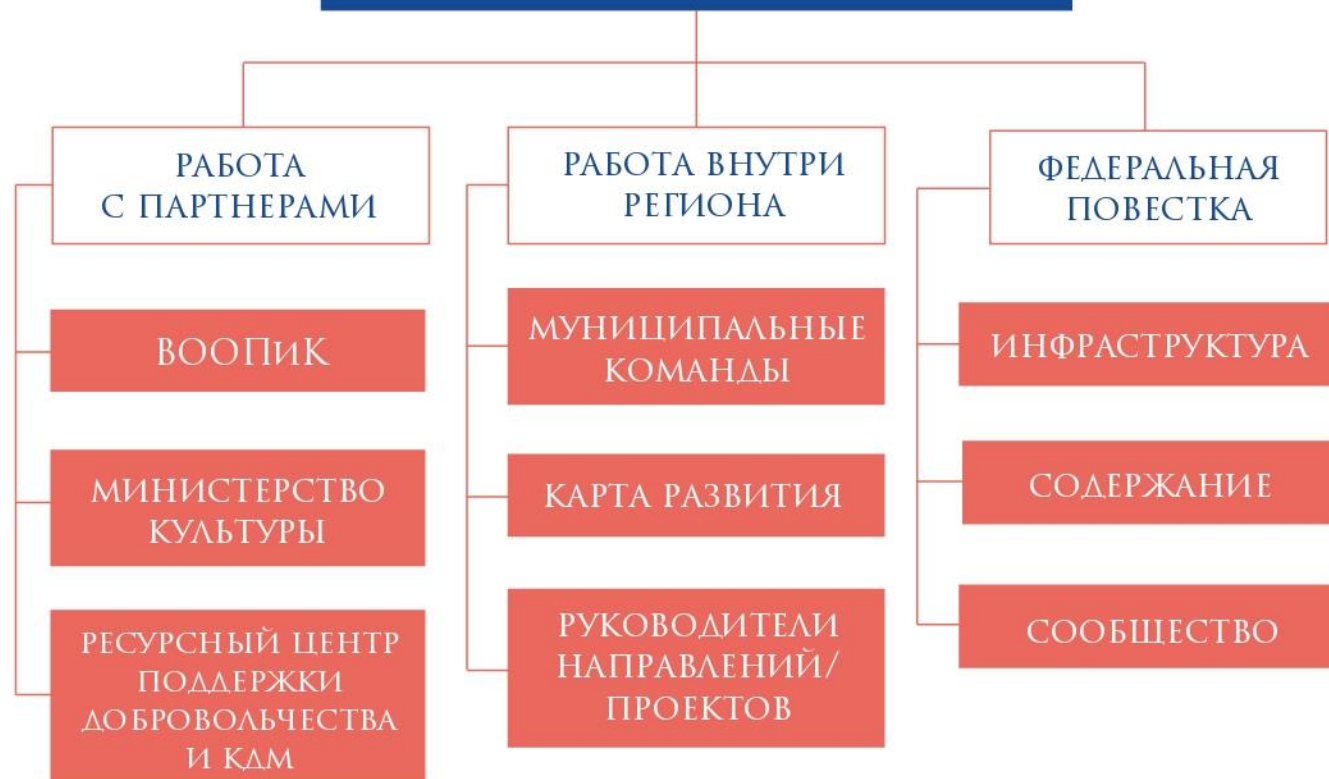 РАБОТА
С ПАРТНЕРАМИ
ВООПиК
МИНИСТЕРСТВО
КУЛЬТУРЫ
РЕСУРСНЫЙ ЦЕНТР
ПОДДЕРЖКИ
ДОБРОВОЛЬЧЕСТВА
И КДМ
РАБОТА ВНУТРИ
РЕГИОНА
МУНИЦИПАЛЬНЫЕ
КОМАНДЫ
КАРТА РАЗВИТИЯ
РУКОВОДИТЕЛИ
НАПРАВЛЕНИЙ/
ПРОЕКТОВ
ФЕДЕРАЛЬНАЯ
ПОВЕСТКА
ИНФРАСТРУКТУРА
СОДЕРЖАНИЕ
СООБЩЕСТВО